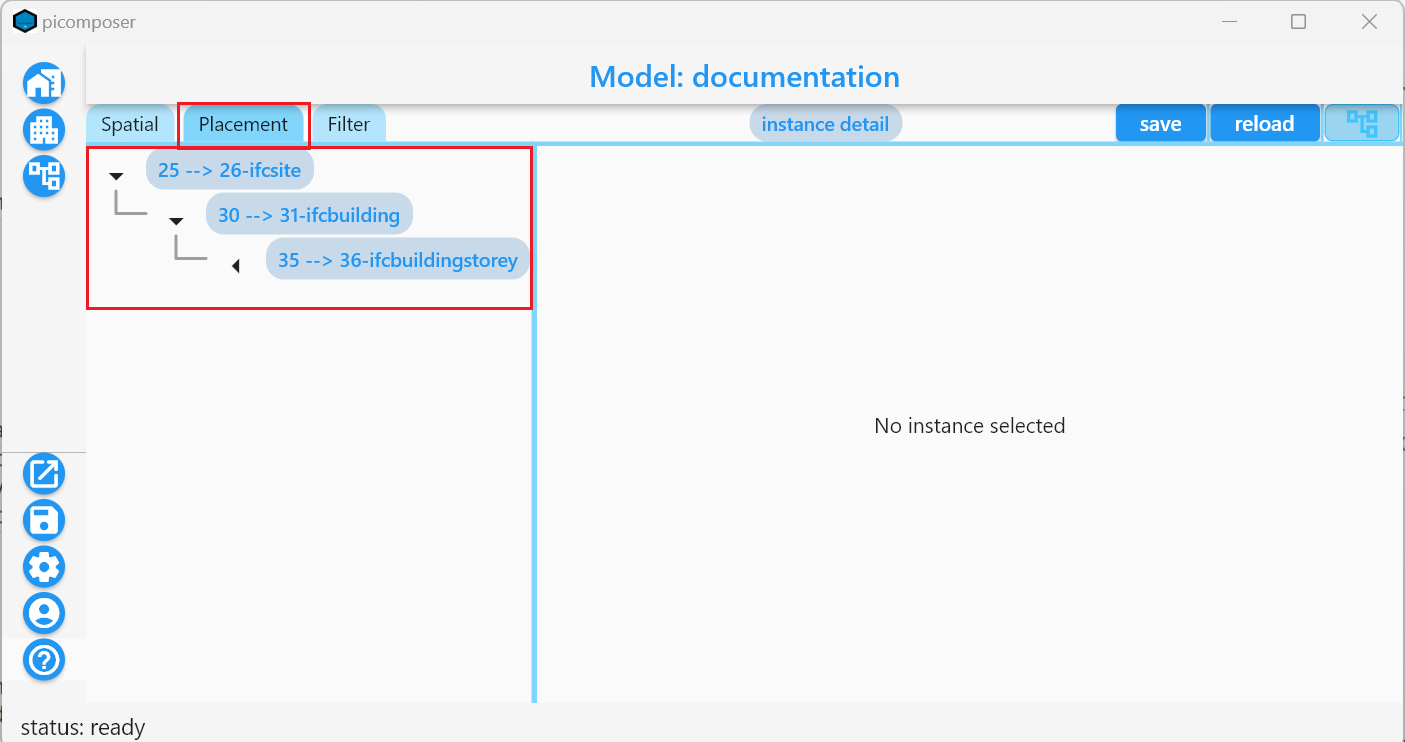 picomposer
Model: documentation
Spatial
Placement
Filter
instance detail
save
reload
25 --> 26-ifcsite
30 --> 31-ifcbuilding
35 --> 36-ifcbuildingstorey
No instance selected
status: ready